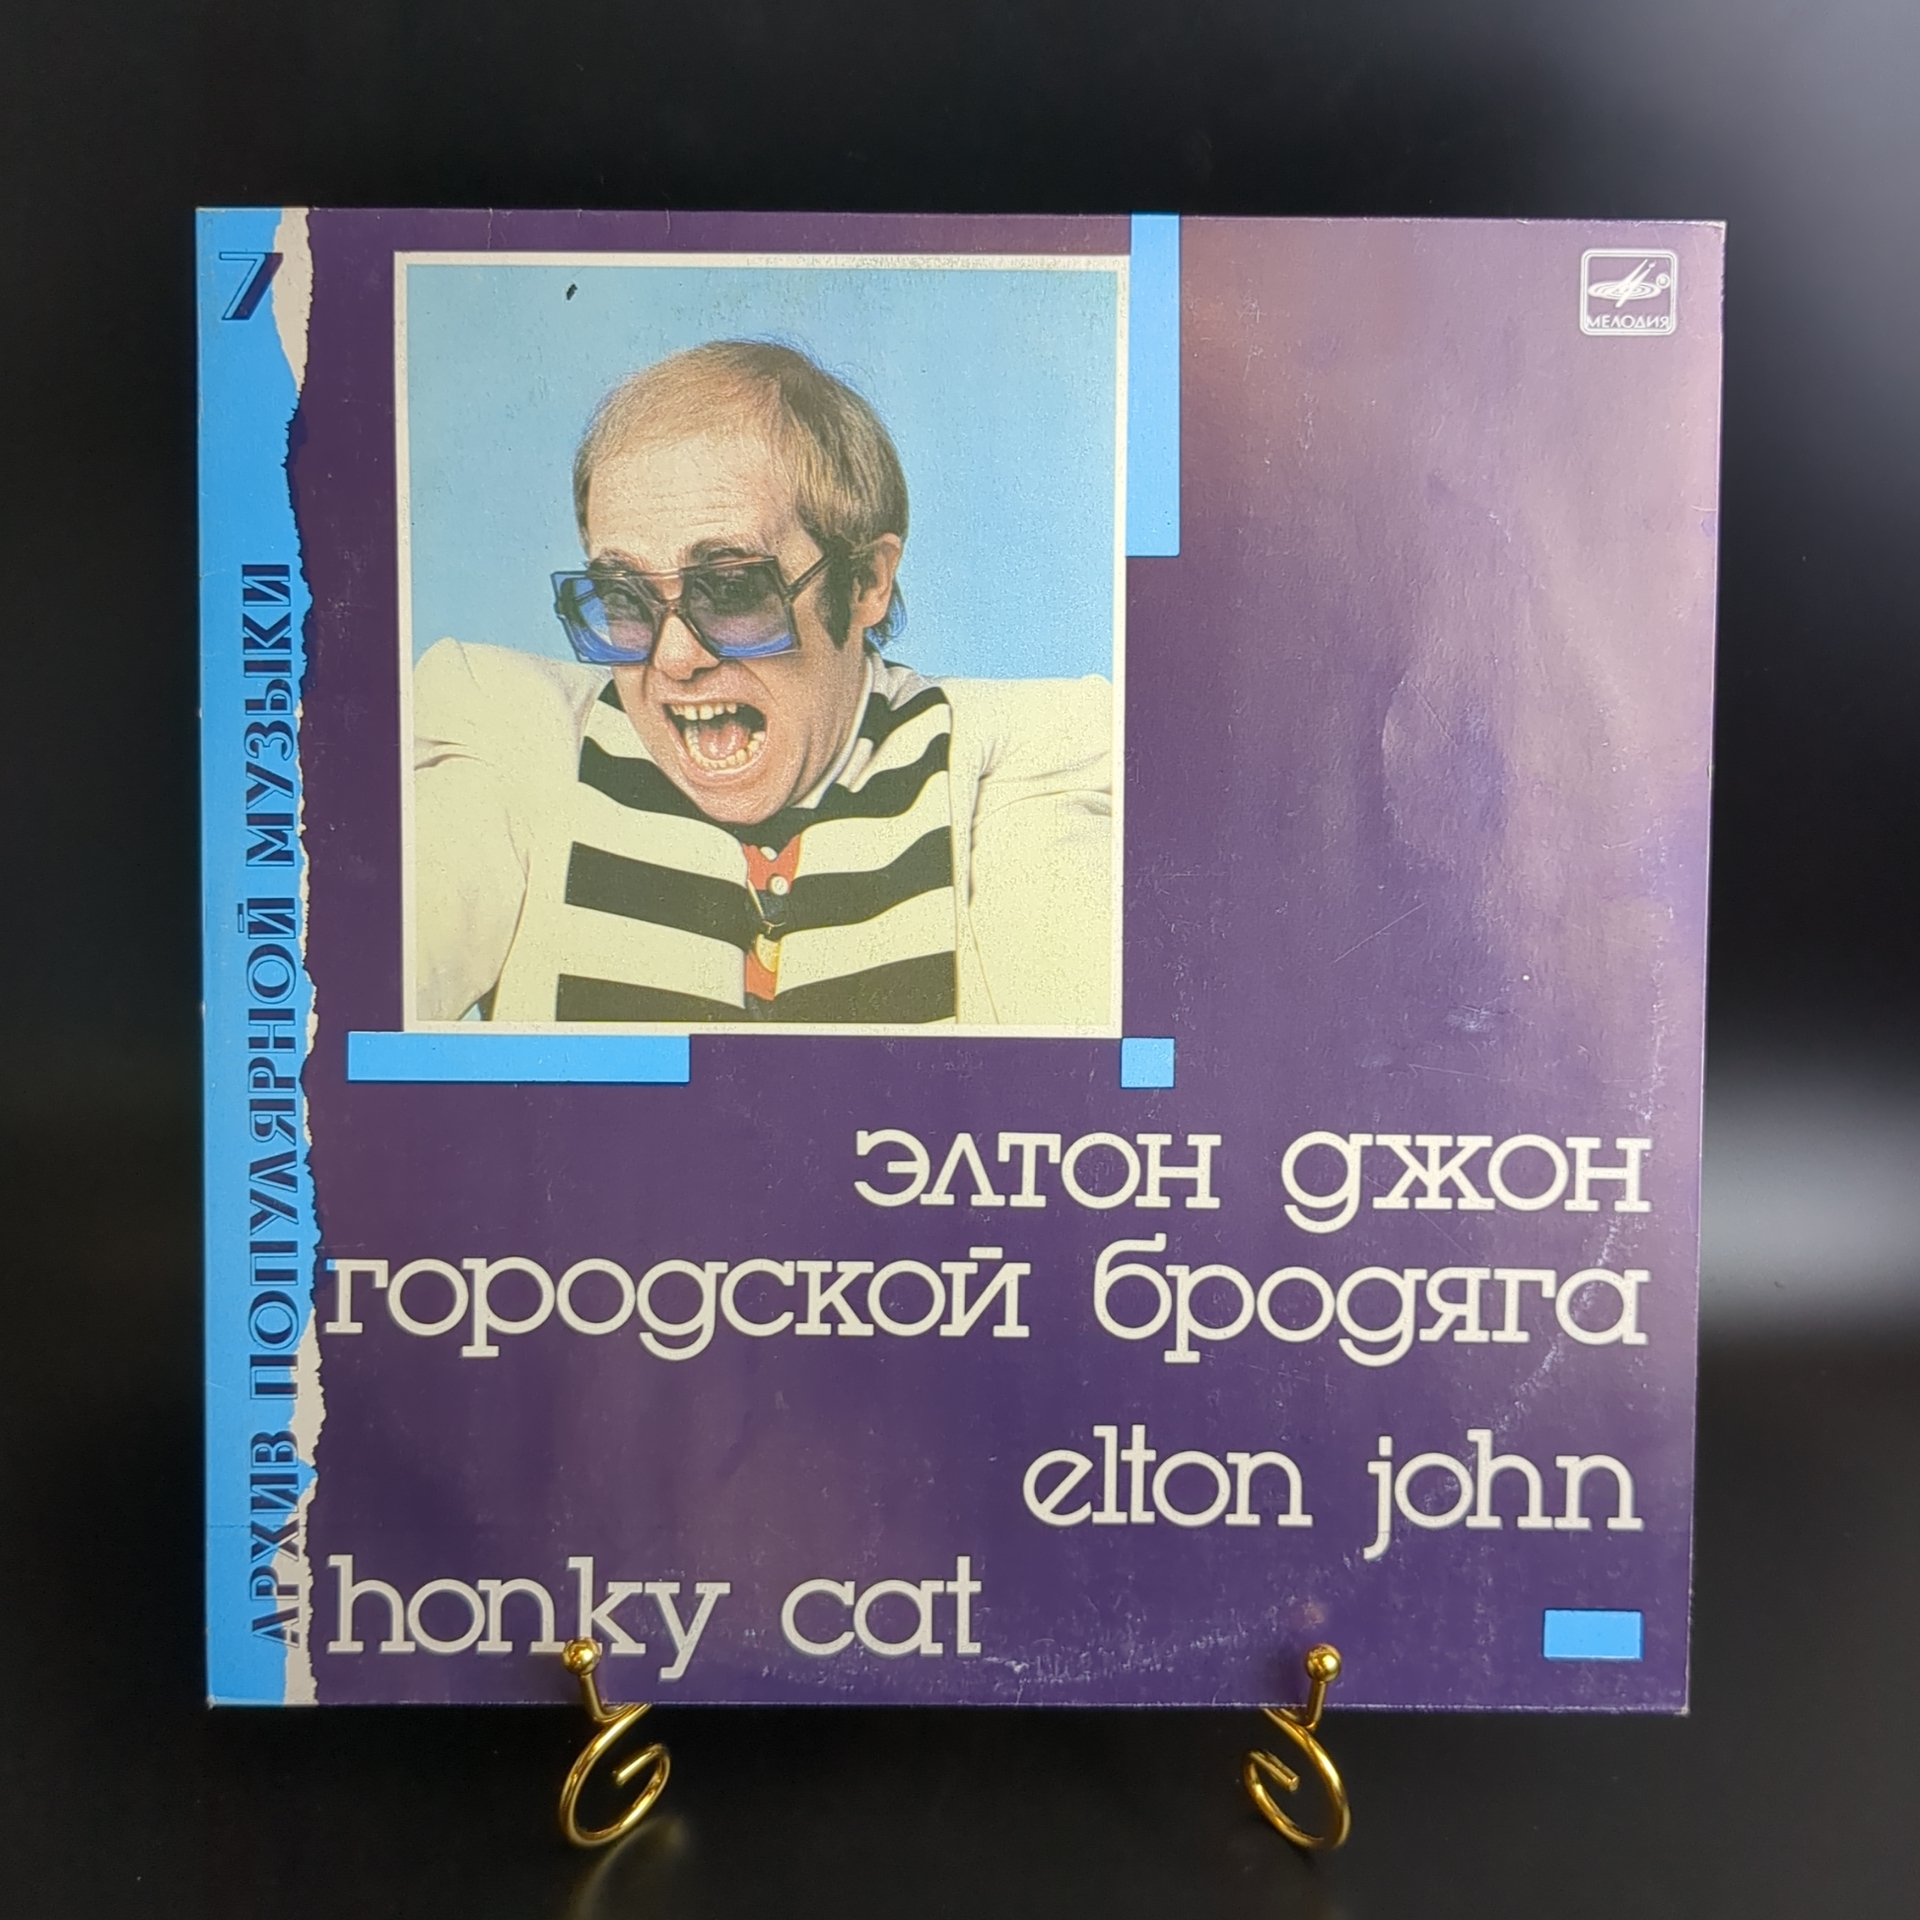 7
АРХИВ ПОПУЛЯРНОЙ МУЗЫКИ
МЕЛОДИЯ
элтон джон
городской бродяга
elton john
honky cat